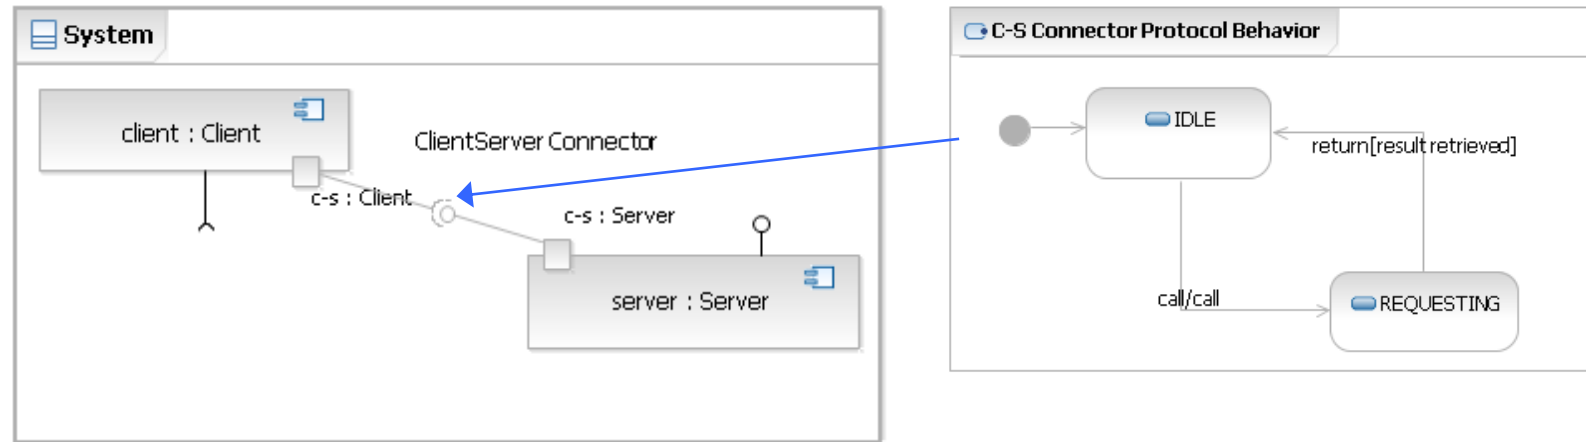 System
client : Client
ClientServer Connector
c-s : Client
c-s : Server
server : Server
C-S Connector Protocol Behavior
IDLE
return[result retrieved]
call/call
REQUESTING